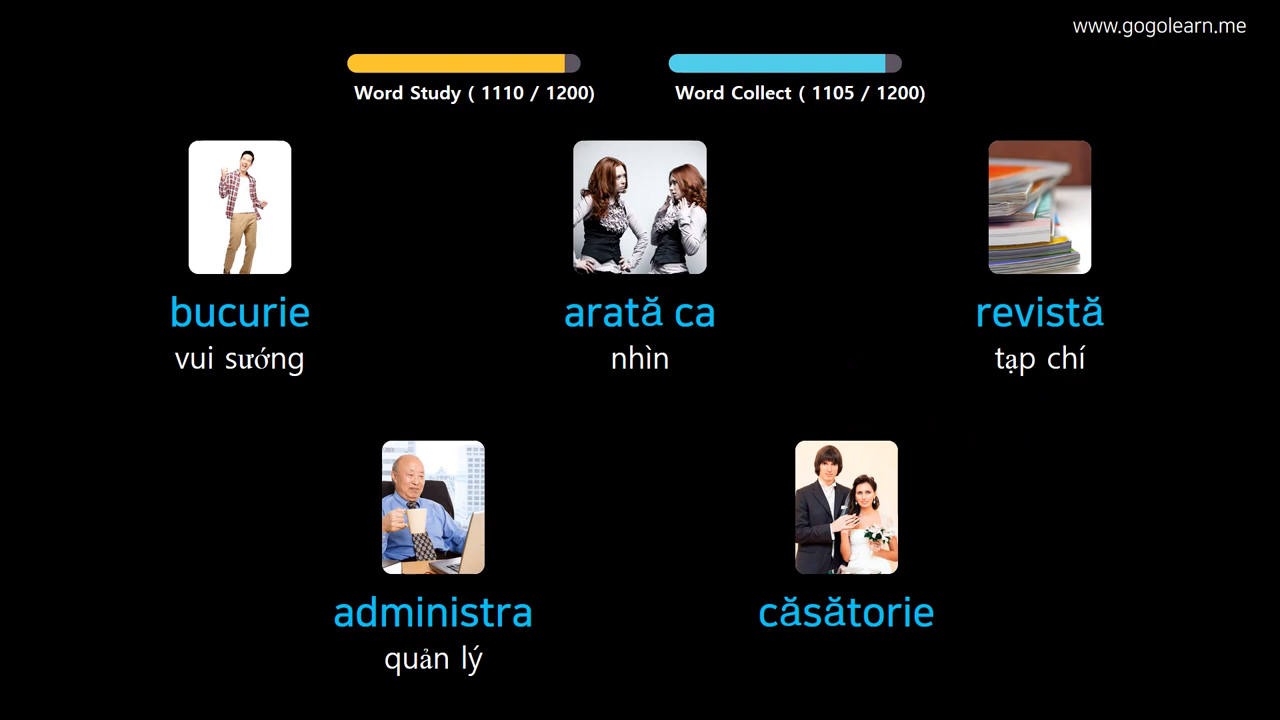 www.gogolearn.me
Word Study ( 1110 / 1200)
Word Collect ( 1105 / 1200)
bucurie
vui sướng
arată ca
nhìn
revistă
tạp chí
administra
quản lý
căsătorie